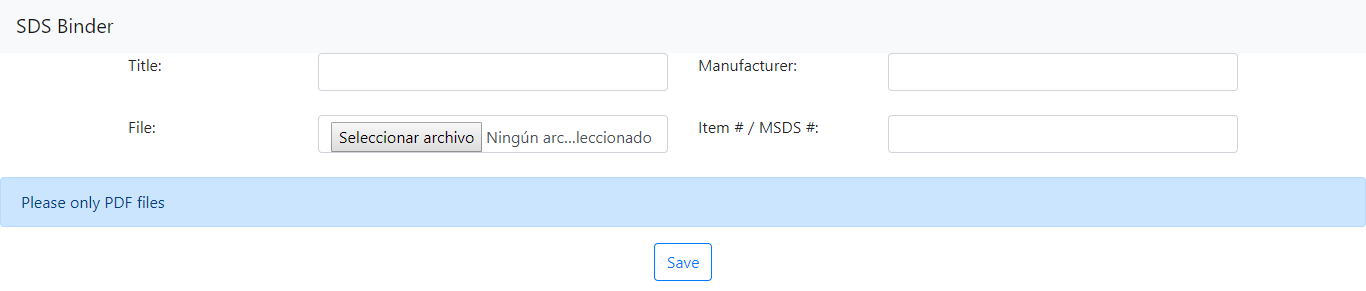 SDS Binder
Title:
Manufacturer:
File:
Seleccionar archivo Ningún arc...leccionado
Item # / MSDS #:
Please only PDF files
Save